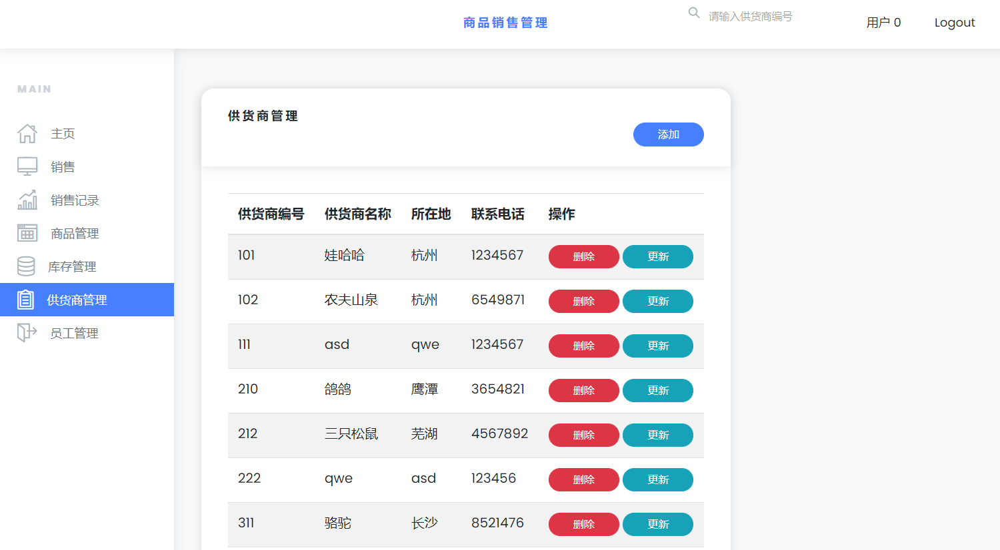 商品销售管理
请输入供货商编号
用户 0
Logout
MAIN
主页
销售
销售记录
商品管理
库存管理
供货商管理
员工管理
供货商管理
添加
供货商编号 供货商名称 所在地 联系电话 操作
101 娃哈哈 杭州 1234567 删除 更新
102 农夫山泉 杭州 6549871 删除 更新
111 asd qwe 1234567 删除 更新
210 鸽鸽 鹰潭 3654821 删除 更新
212 三只松鼠 芜湖 4567892 删除 更新
222 qwe asd 123456 删除 更新
311 骆驼 长沙 8521476 删除 更新